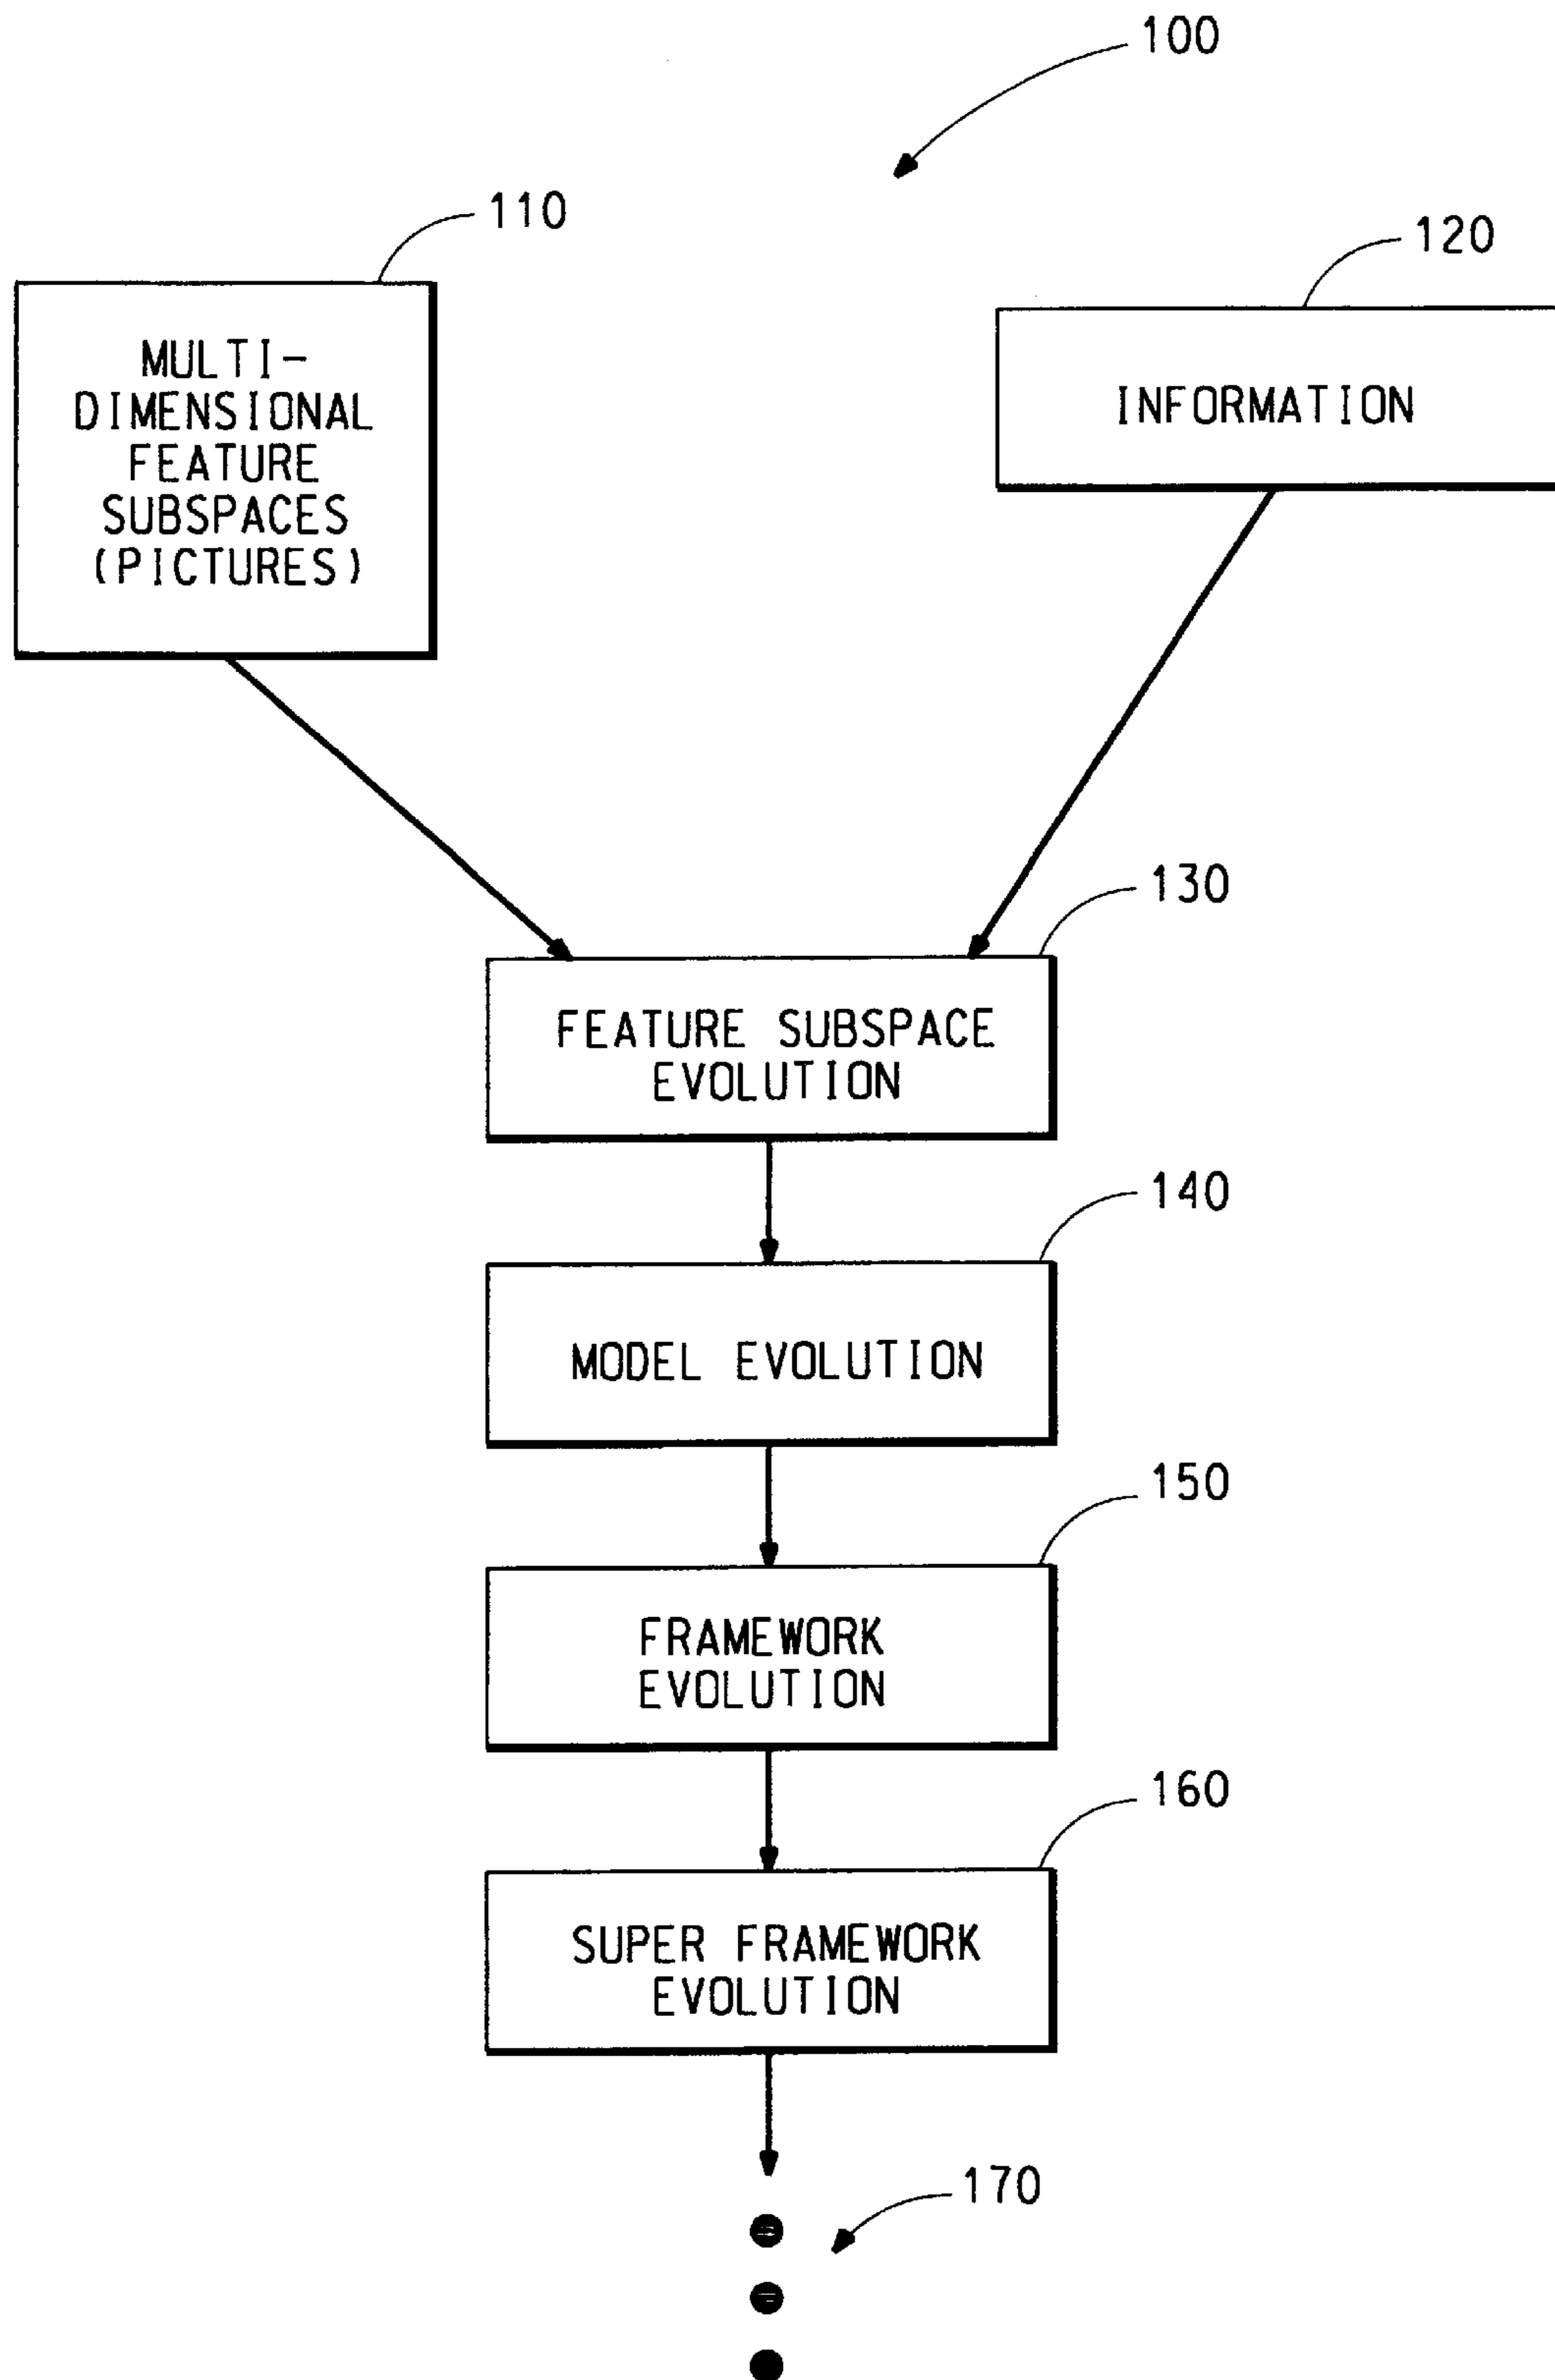 100
110
120
MULTI-
DIMENSIONAL
FEATURE
SUBSPACES
(PICTURES)
INFORMATION
130
FEATURE SUBSPACE
EVOLUTION
140
MODEL EVOLUTION
150
FRAMEWORK
EVOLUTION
160
SUPER FRAMEWORK
EVOLUTION
170